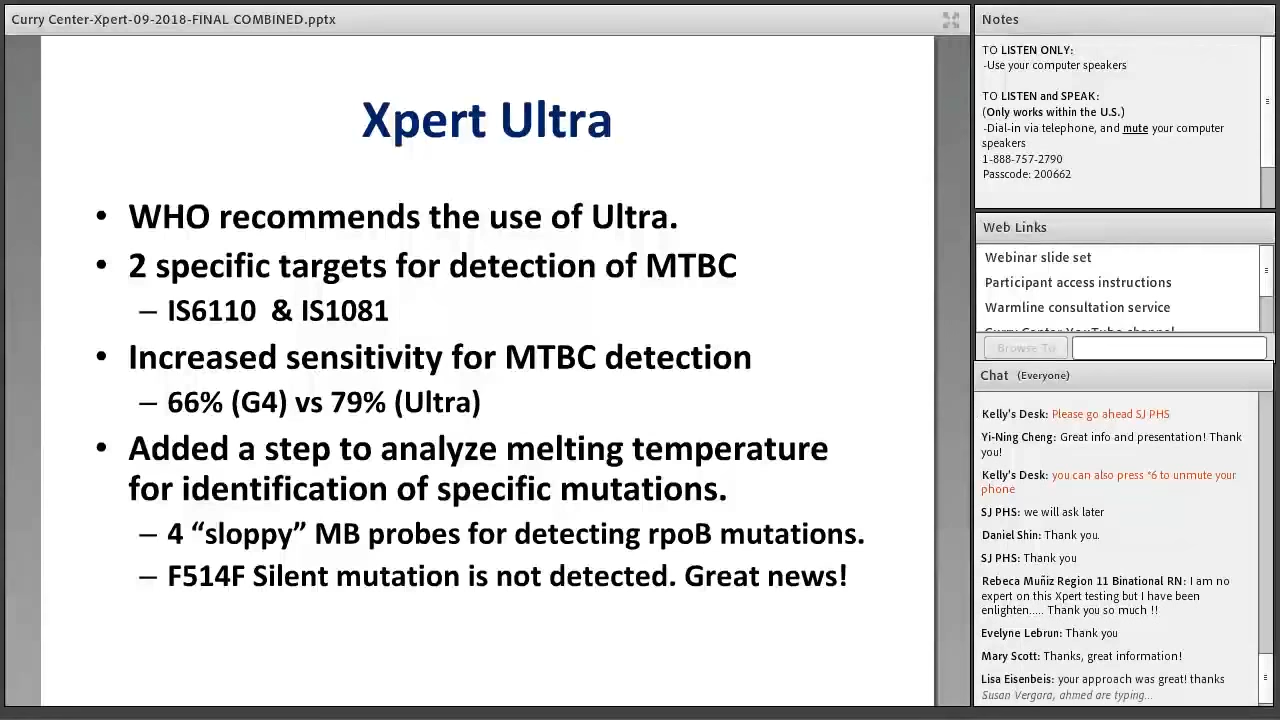 Curry Center-Xpert-09-2018-FINAL COMBINED.pptx
Xpert Ultra
• WHO recommends the use of Ultra.
• 2 specific targets for detection of MTBC
– IS6110 & IS1081
• Increased sensitivity for MTBC detection
– 66% (G4) vs 79% (Ultra)
• Added a step to analyze melting temperature
for identification of specific mutations.
– 4 “sloppy” MB probes for detecting rpoB mutations.
– F514F Silent mutation is not detected. Great news!
Notes
TO LISTEN ONLY:
-Use your computer speakers
TO LISTEN and SPEAK:
(Only works within the U.S.)
-Dial-in via telephone, and mute your computer
speakers
1-888-757-2790
Passcode: 200662
Web Links
Webinar slide set
Participant access instructions
Warmline consultation service
Curry Center YouTube channel
Browse To
Chat (Everyone)
Kelly's Desk: Please go ahead SJ PHS
Yi-Ning Cheng: Great info and presentation! Thank
you!
Kelly's Desk: you can also press *6 to unmute your
phone
SJ PHS: we will ask later
Daniel Shin: Thank you.
SJ PHS: Thank you
Rebeca Muñiz Region 11 Binational RN: I am no
expert on this Xpert testing but I have been
enlighten..... Thank you so much !!
Evelyne Lebrun: Thank you
Mary Scott: Thanks, great information!
Lisa Eisenbeis: your approach was great! thanks
Susan Vergara, ahmed are typing...